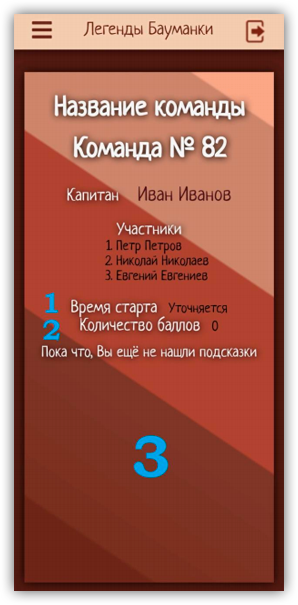 Легенды Бауманки
Название команды
Команда № 82
Капитан Иван Иванов
Участники
1. Петр Петров
2. Николай Николаев
3. Евгений Евгениев
1 Время старта Уточняется
2 Количество баллов 0
Пока что, Вы ещё не нашли подсказки
3